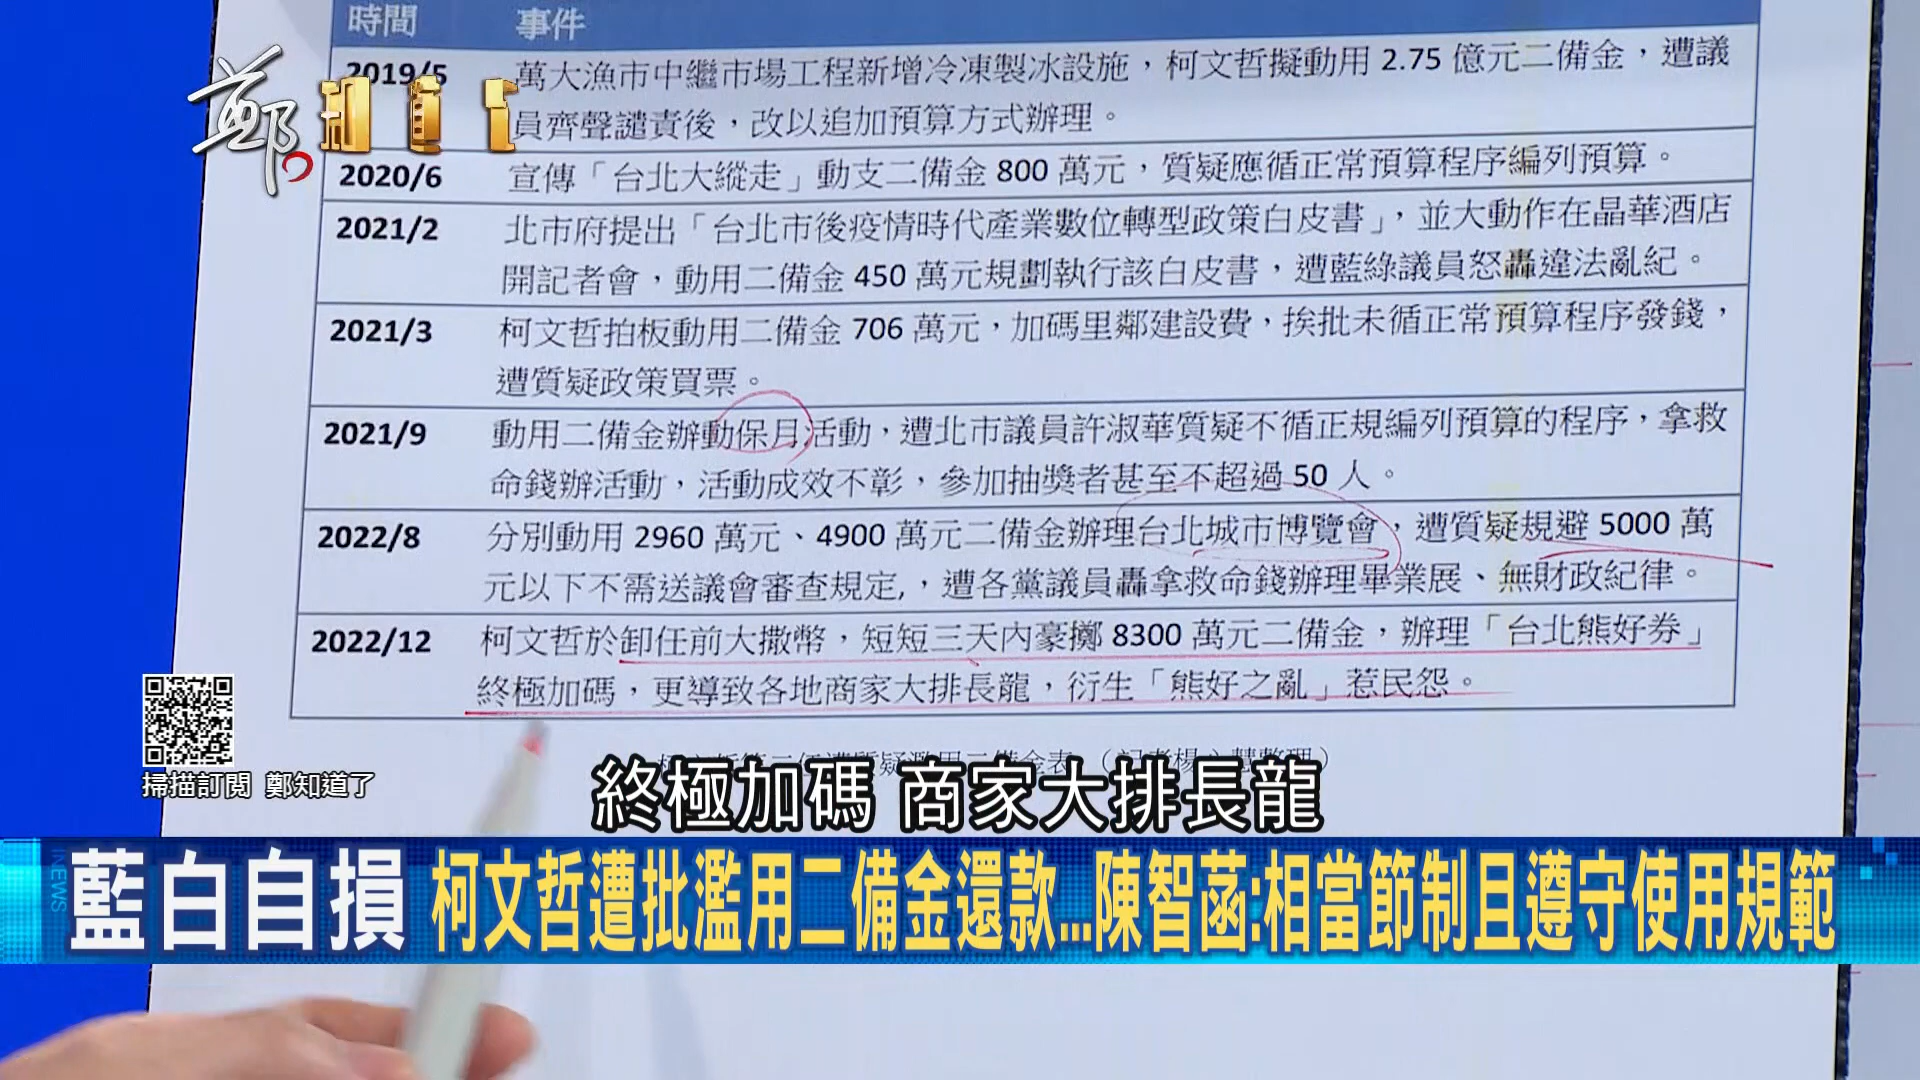 時間 事件
2019/5 萬大漁市中繼市場工程新增冷凍製冰設施，柯文哲擬動用 2.75 億元二備金，遭議
員齊聲譴責後，改以追加預算方式辦理。
2020/6 宣傳「台北大縱走」動支二備金 800 萬元，質疑應循正常預算程序編列預算。
2021/2 北市府提出「台北市後疫情時代產業數位轉型政策白皮書」，並大動作在晶華酒店
開記者會，動用二備金 450 萬元規劃執行該白皮書，遭藍綠議員怒轟違法亂紀。
2021/3 柯文哲拍板動用二備金 706 萬元，加碼里鄰建設費，挨批未循正常預算程序發錢，
遭質疑政策買票。
2021/9 動用二備金辦動保月活動，遭北市議員許淑華質疑不循正規編列預算的程序，拿救
命錢辦活動，活動成效不彰，參加抽獎者甚至不超過 50 人。
2022/8 分別動用 2960 萬元、4900 萬元二備金辦理台北城市博覽會，遭質疑規避 5000 萬
元以下不需送議會審查規定，，遭各黨議員轟拿救命錢辦理畢業展、無財政紀律。
2022/12 柯文哲於卸任前大撒幣，短短三天內豪擲 8300 萬元二備金，辦理「台北熊好券」
終極加碼，更導致各地商家大排長龍，衍生「熊好之亂」惹民怨。
鄭
掃描訂閱 鄭知道了
終極加碼 商家大排長龍
INEWS
藍白自損 柯文哲遭批濫用二備金還款...陳智菡:相當節制且遵守使用規範